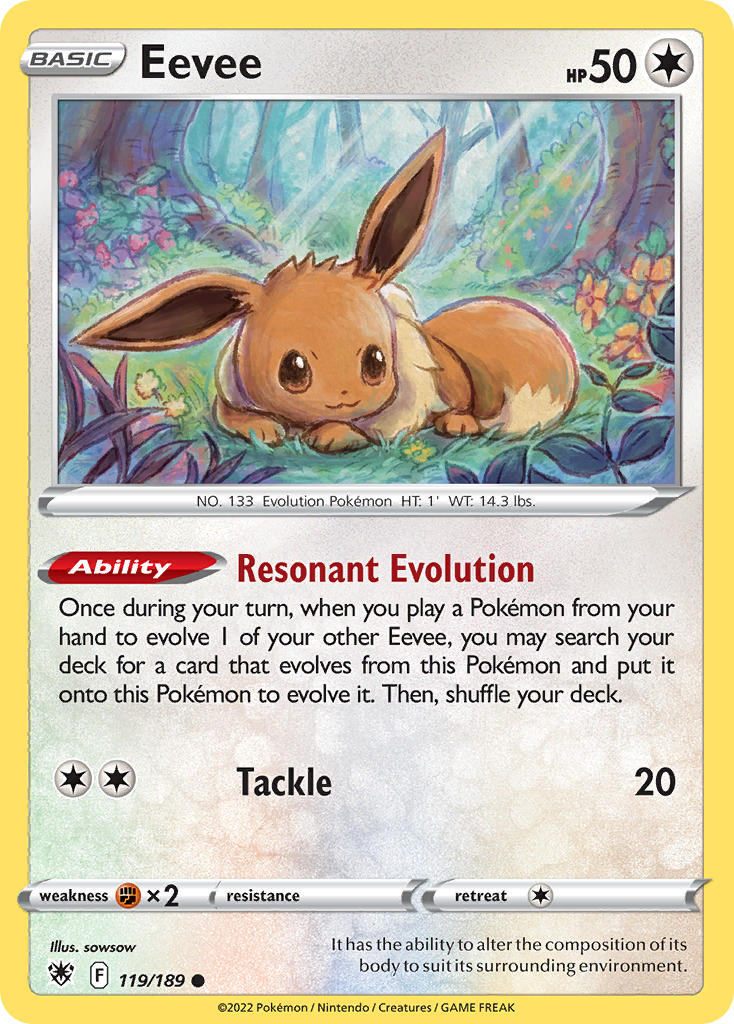 BASIC Eevee HP 50
NO. 133 Evolution Pokémon HT: 1' WT: 14.3 lbs.
Ability Resonant Evolution
Once during your turn, when you play a Pokémon from your
hand to evolve 1 of your other Eevee, you may search your
deck for a card that evolves from this Pokémon and put it
onto this Pokémon to evolve it. Then, shuffle your deck.
Tackle 20
weakness ×2 resistance retreat
Illus. sowsow
It has the ability to alter the composition of its
body to suit its surrounding environment.
F 119/189
©2022 Pokémon / Nintendo / Creatures / GAME FREAK